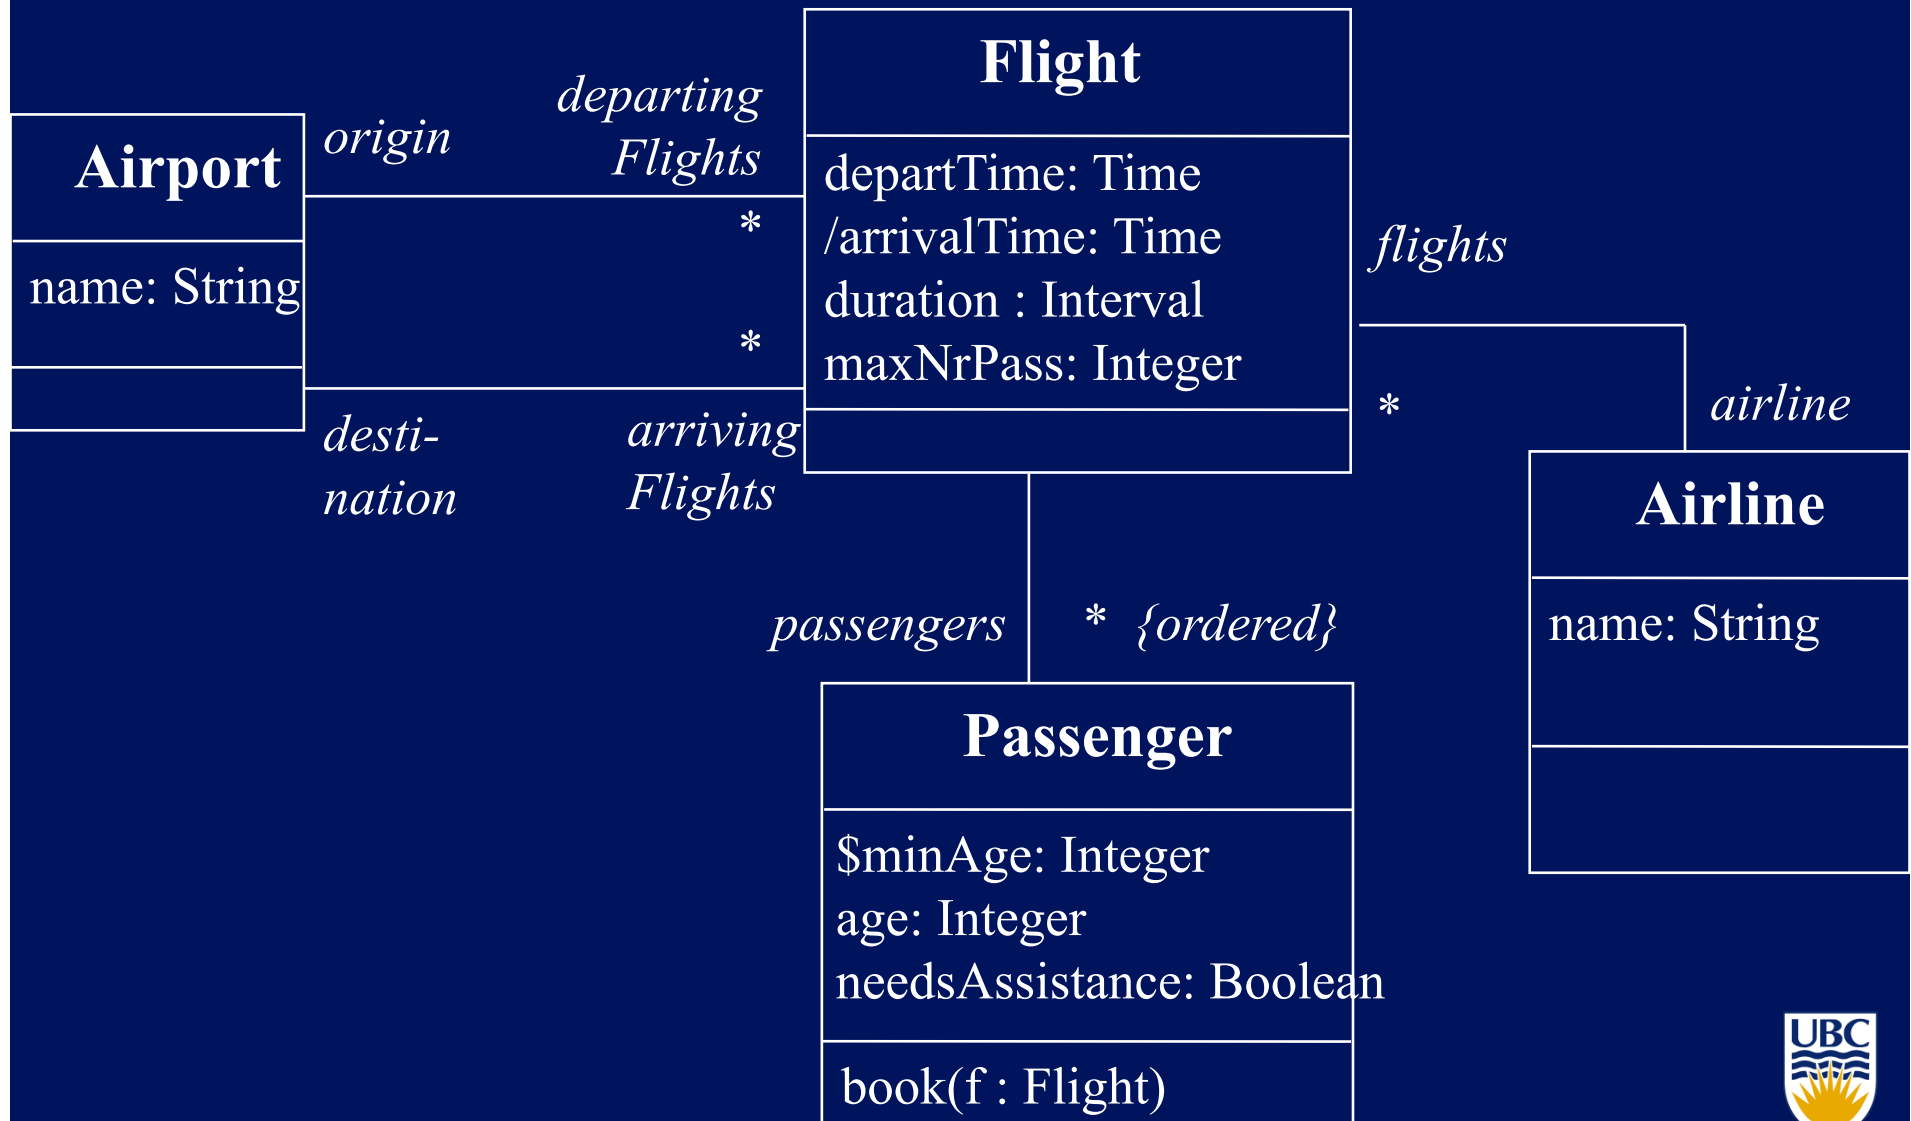 Flight
departTime: Time
/arrivalTime: Time
duration : Interval
maxNrPass: Integer
Airport
name: String
origin
departing
Flights
*
*
desti-
nation
arriving
Flights
flights
*
airline
Airline
name: String
passengers
* {ordered}
Passenger
$minAge: Integer
age: Integer
needsAssistance: Boolean
book(f : Flight)
UBC